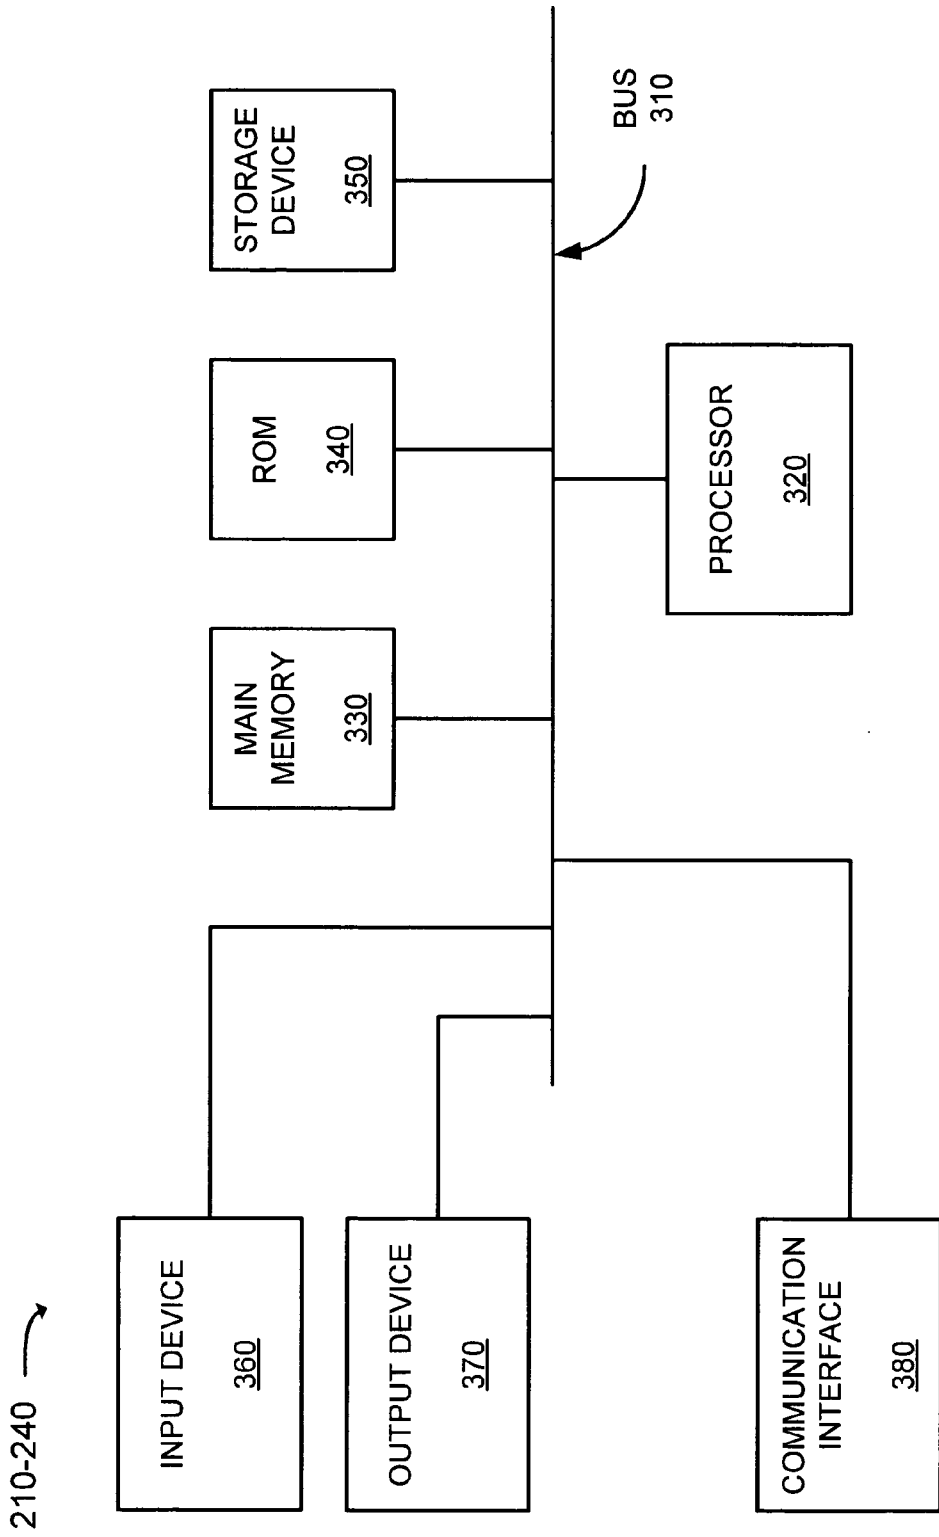 210-240
INPUT DEVICE
360
OUTPUT DEVICE
370
COMMUNICATION
INTERFACE
380
MAIN
MEMORY
330
ROM
340
STORAGE
DEVICE
350
PROCESSOR
320
BUS
310